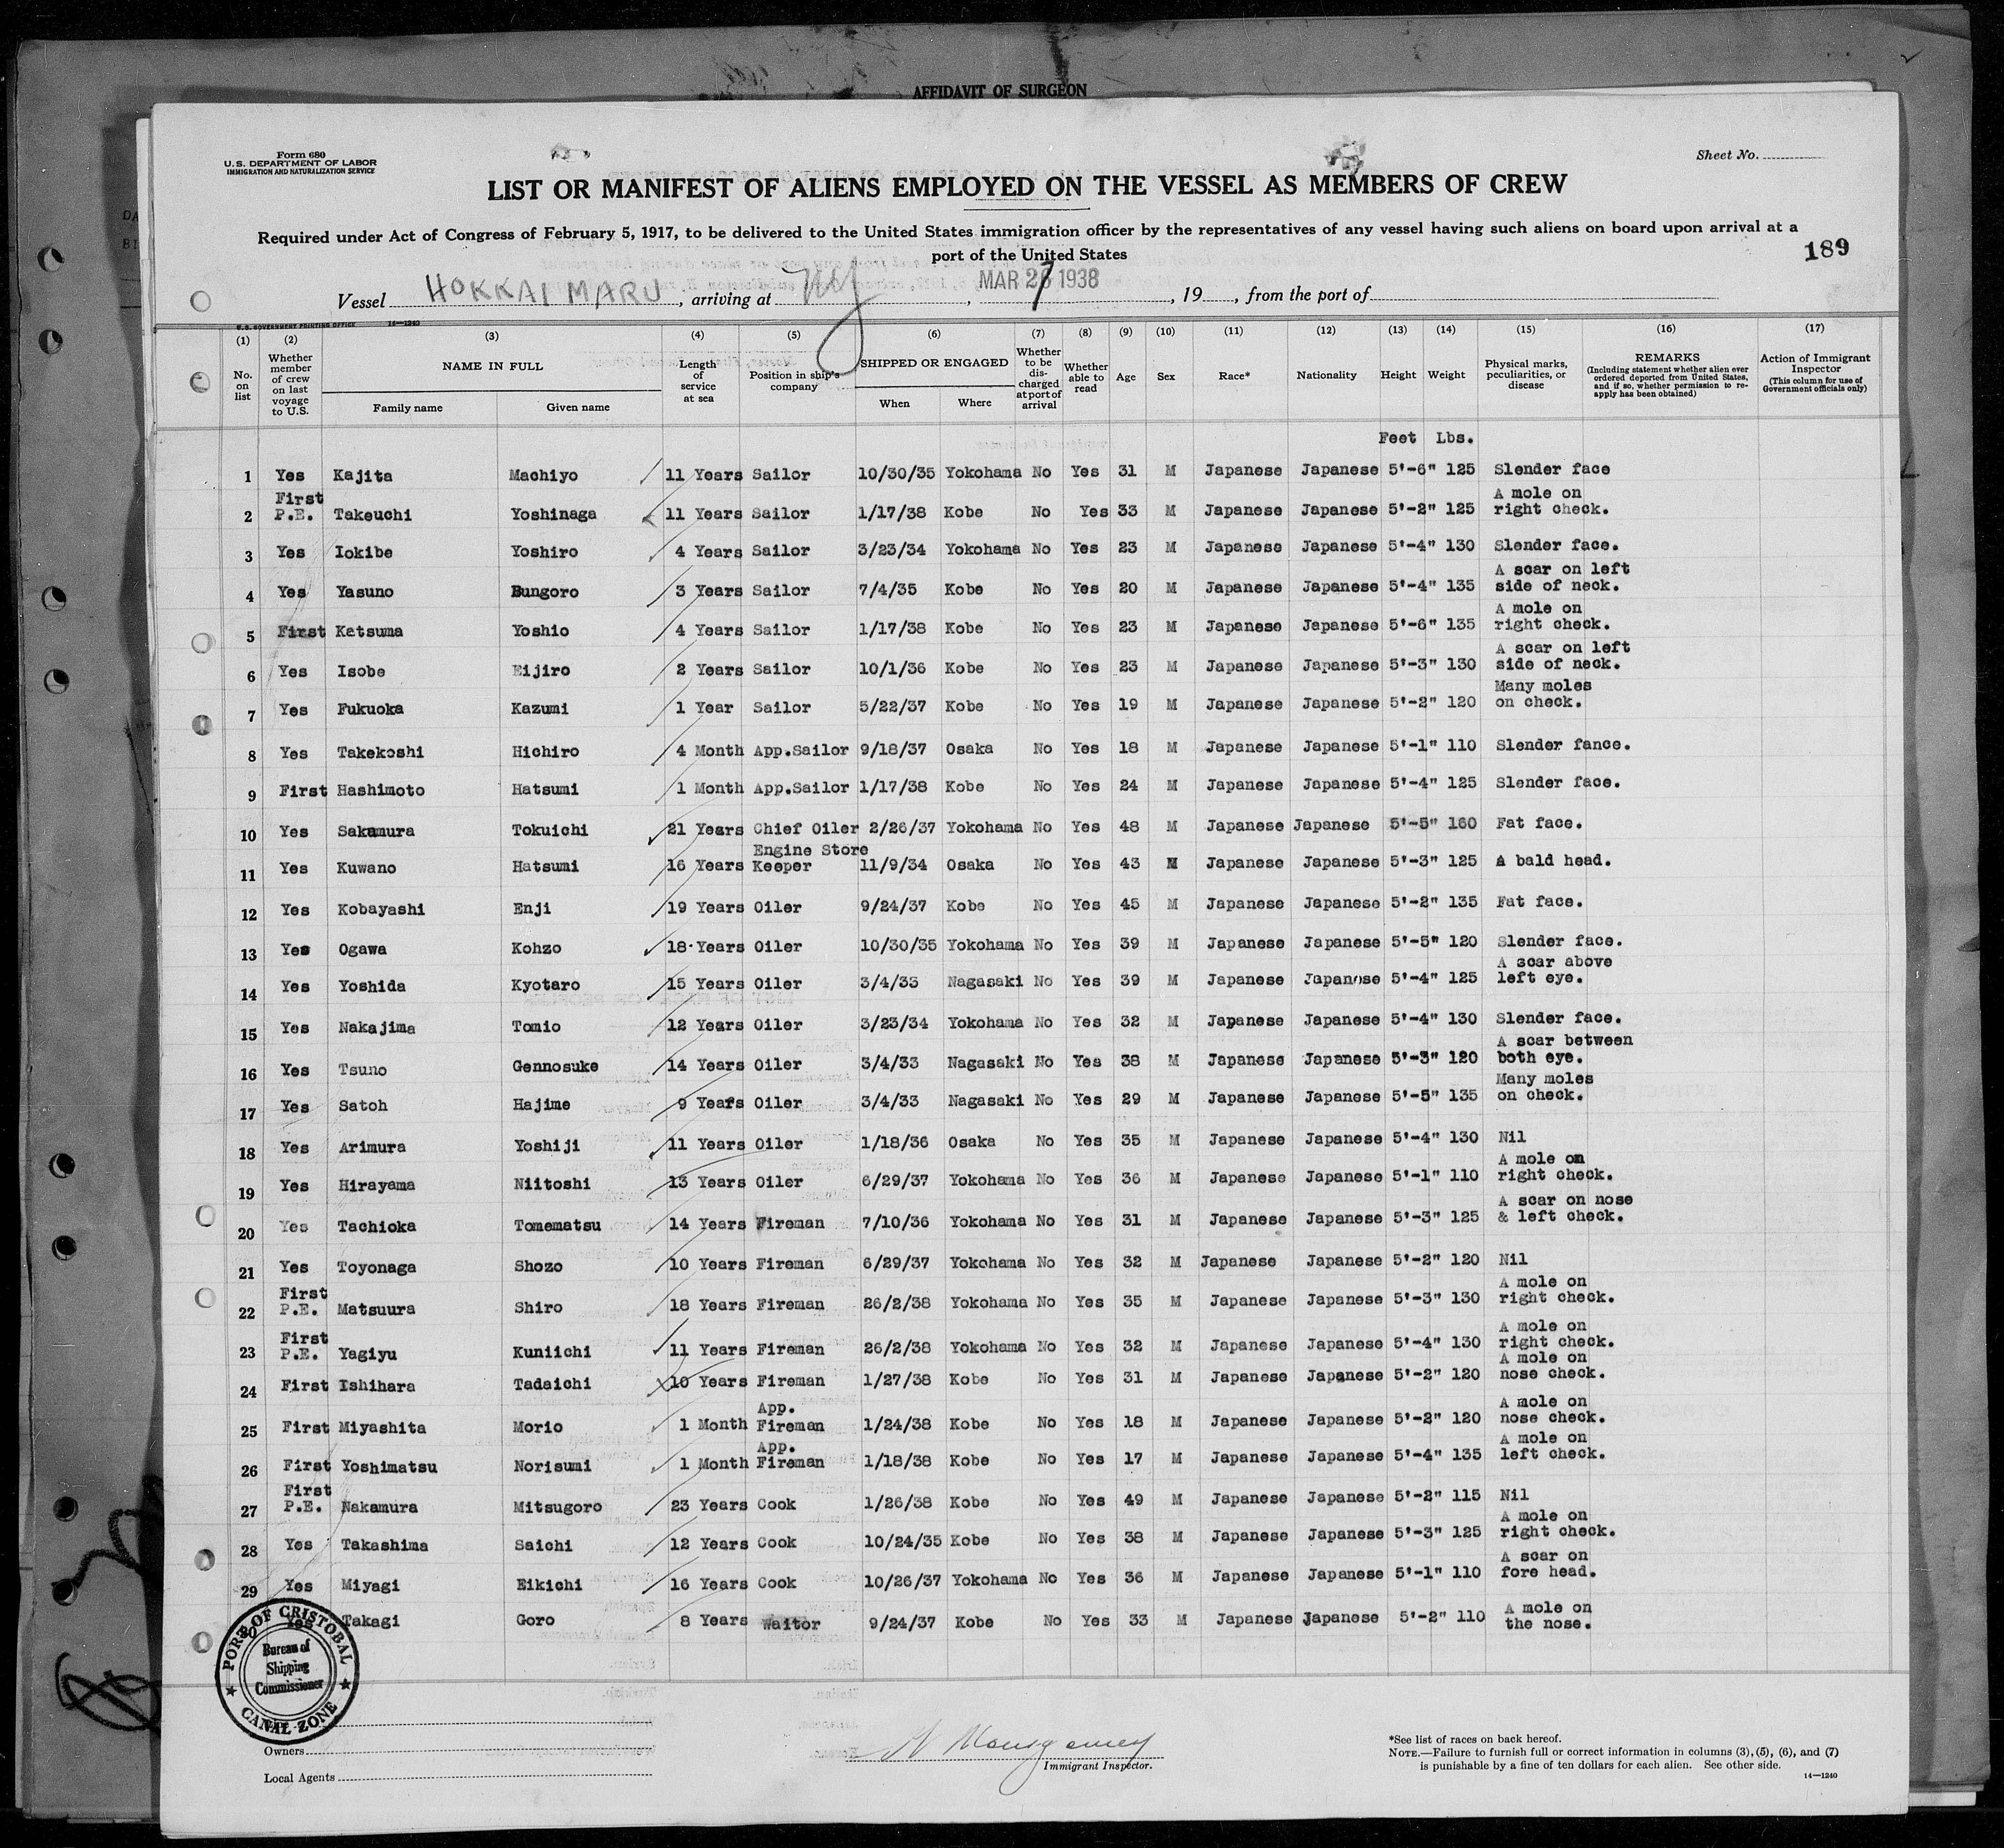 AFFIDAVIT OF SURGEON
Form 680
U.S. DEPARTMENT OF LABOR
IMMIGRATION AND NATURALIZATION SERVICE
Sheet No.
LIST OR MANIFEST OF ALIENS EMPLOYED ON THE VESSEL AS MEMBERS OF CREW
Required under Act of Congress of February 5, 1917, to be delivered to the United States immigration officer by the representatives of any vessel having such aliens on board upon arrival at a
port of the United States
189
Vessel HOKKAI MARU, arriving at NY, MAR 27 1938, 19, from the port of
U.S. GOVERNMENT PRINTING OFFICE 14—1240
(1) No. on list
(2) Whether member of crew on last voyage to U.S.
(3) NAME IN FULL Family name Given name
(4) Length of service at sea
(5) Position in ship's company
(6) SHIPPED OR ENGAGED When Where
(7) Whether to be discharged at port of arrival
(8) Whether able to read
(9) Age
(10) Sex
(11) Race*
(12) Nationality
(13) Height
(14) Weight
(15) Physical marks, peculiarities, or disease
(16) REMARKS (Including statement whether alien ever ordered deported from United States, and if so, whether permission to re-apply has been obtained)
(17) Action of Immigrant Inspector (This column for use of Government officials only)
Feet Lbs.
1 Yes Kajita Machiyo 11 Years Sailor 10/30/35 Yokohama No Yes 31 M Japanese Japanese 5'-6" 125 Slender face
2 First P.E. Takeuchi Yoshinaga 11 Years Sailor 1/17/38 Kobe No Yes 33 M Japanese Japanese 5'-2" 125 A mole on right check.
3 Yes Iokibe Yoshiro 4 Years Sailor 3/23/34 Yokohama No Yes 23 M Japanese Japanese 5'-4" 130 Slender face.
4 Yes Yasuno Bungoro 3 Years Sailor 7/4/35 Kobe No Yes 20 M Japanese Japanese 5'-4" 135 A scar on left side of neck.
5 First Ketsuma Yoshio 4 Years Sailor 1/17/38 Kobe No Yes 23 M Japanese Japanese 5'-6" 135 A mole on right check.
6 Yes Isobe Eijiro 2 Years Sailor 10/1/36 Kobe No Yes 23 M Japanese Japanese 5'-3" 130 A scar on left side of neck.
7 Yes Fukuoka Kazumi 1 Year Sailor 5/22/37 Kobe No Yes 19 M Japanese Japanese 5'-2" 120 Many moles on check.
8 Yes Takekoshi Hichiro 4 Month App.Sailor 9/18/37 Osaka No Yes 18 M Japanese Japanese 5'-1" 110 Slender fance.
9 First Hashimoto Hatsumi 1 Month App.Sailor 1/17/38 Kobe No Yes 24 M Japanese Japanese 5'-4" 125 Slender face.
10 Yes Sakamura Tokuichi 21 Years Chief Oiler 2/26/37 Yokohama No Yes 48 M Japanese Japanese 5'-5" 160 Fat face.
11 Yes Kuwano Hatsumi 16 Years Engine Store Keeper 11/9/34 Osaka No Yes 43 M Japanese Japanese 5'-3" 125 A bald head.
12 Yes Kobayashi Enji 19 Years Oiler 9/24/37 Kobe No Yes 45 M Japanese Japanese 5'-2" 135 Fat face.
13 Yes Ogawa Kohzo 18 Years Oiler 10/30/35 Yokohama No Yes 39 M Japanese Japanese 5'-5" 120 Slender face.
14 Yes Yoshida Kyotaro 15 Years Oiler 3/4/33 Nagasaki No Yes 39 M Japanese Japanese 5'-4" 125 A scar above left eye.
15 Yes Nakajima Tomio 12 Years Oiler 3/23/34 Yokohama No Yes 32 M Japanese Japanese 5'-4" 130 Slender face.
16 Yes Tsuno Gennosuke 14 Years Oiler 3/4/33 Nagasaki No Yes 38 M Japanese Japanese 5'-3" 120 A scar between both eye.
17 Yes Satoh Hajime 9 Years Oiler 3/4/33 Nagasaki No Yes 29 M Japanese Japanese 5'-5" 135 Many moles on check.
18 Yes Arimura Yoshiji 11 Years Oiler 1/18/36 Osaka No Yes 35 M Japanese Japanese 5'-4" 130 Nil
19 Yes Hirayama Niitoshi 13 Years Oiler 6/29/37 Yokohama No Yes 36 M Japanese Japanese 5'-1" 110 A mole on right check.
20 Yes Tachioka Tomematsu 14 Years Fireman 7/10/36 Yokohama No Yes 31 M Japanese Japanese 5'-3" 125 A scar on nose & left check.
21 Yes Toyonaga Shozo 10 Years Fireman 6/29/37 Yokohama No Yes 32 M Japanese Japanese 5'-2" 120 Nil
22 First P.E. Matsuura Shiro 18 Years Fireman 26/2/38 Yokohama No Yes 35 M Japanese Japanese 5'-3" 130 A mole on right check.
23 First P.E. Yagiyu Kuniichi 11 Years Fireman 26/2/38 Yokohama No Yes 32 M Japanese Japanese 5'-4" 130 A mole on right check.
24 First Ishihara Tadaichi 10 Years Fireman 1/27/38 Kobe No Yes 31 M Japanese Japanese 5'-2" 120 A mole on nose check.
25 First Miyashita Morio 1 Month App. Fireman 1/24/38 Kobe No Yes 18 M Japanese Japanese 5'-2" 120 A mole on nose check.
26 First Yoshimatsu Norisumi 1 Month App. Fireman 1/18/38 Kobe No Yes 17 M Japanese Japanese 5'-4" 135 A mole on left check.
27 First P.E. Nakamura Mitsugoro 23 Years Cook 1/26/38 Kobe No Yes 49 M Japanese Japanese 5'-2" 115 Nil
28 Yes Takashima Saichi 12 Years Cook 10/24/35 Kobe No Yes 38 M Japanese Japanese 5'-3" 125 A mole on right check.
29 Yes Miyagi Eikichi 16 Years Cook 10/26/37 Yokohama No Yes 36 M Japanese Japanese 5'-1" 110 A scar on fore head.
30 Yes Takagi Goro 8 Years Waitor 9/24/37 Kobe No Yes 33 M Japanese Japanese 5'-2" 110 A mole on the nose.
PORT OF CRISTOBAL
Bureau of
Shipping
Commissioner
CANAL ZONE
Owners
Local Agents
Montgomery
Immigrant Inspector.
*See list of races on back hereof.
NOTE.—Failure to furnish full or correct information in columns (3), (5), (6), and (7)
is punishable by a fine of ten dollars for each alien. See other side.
14—1240